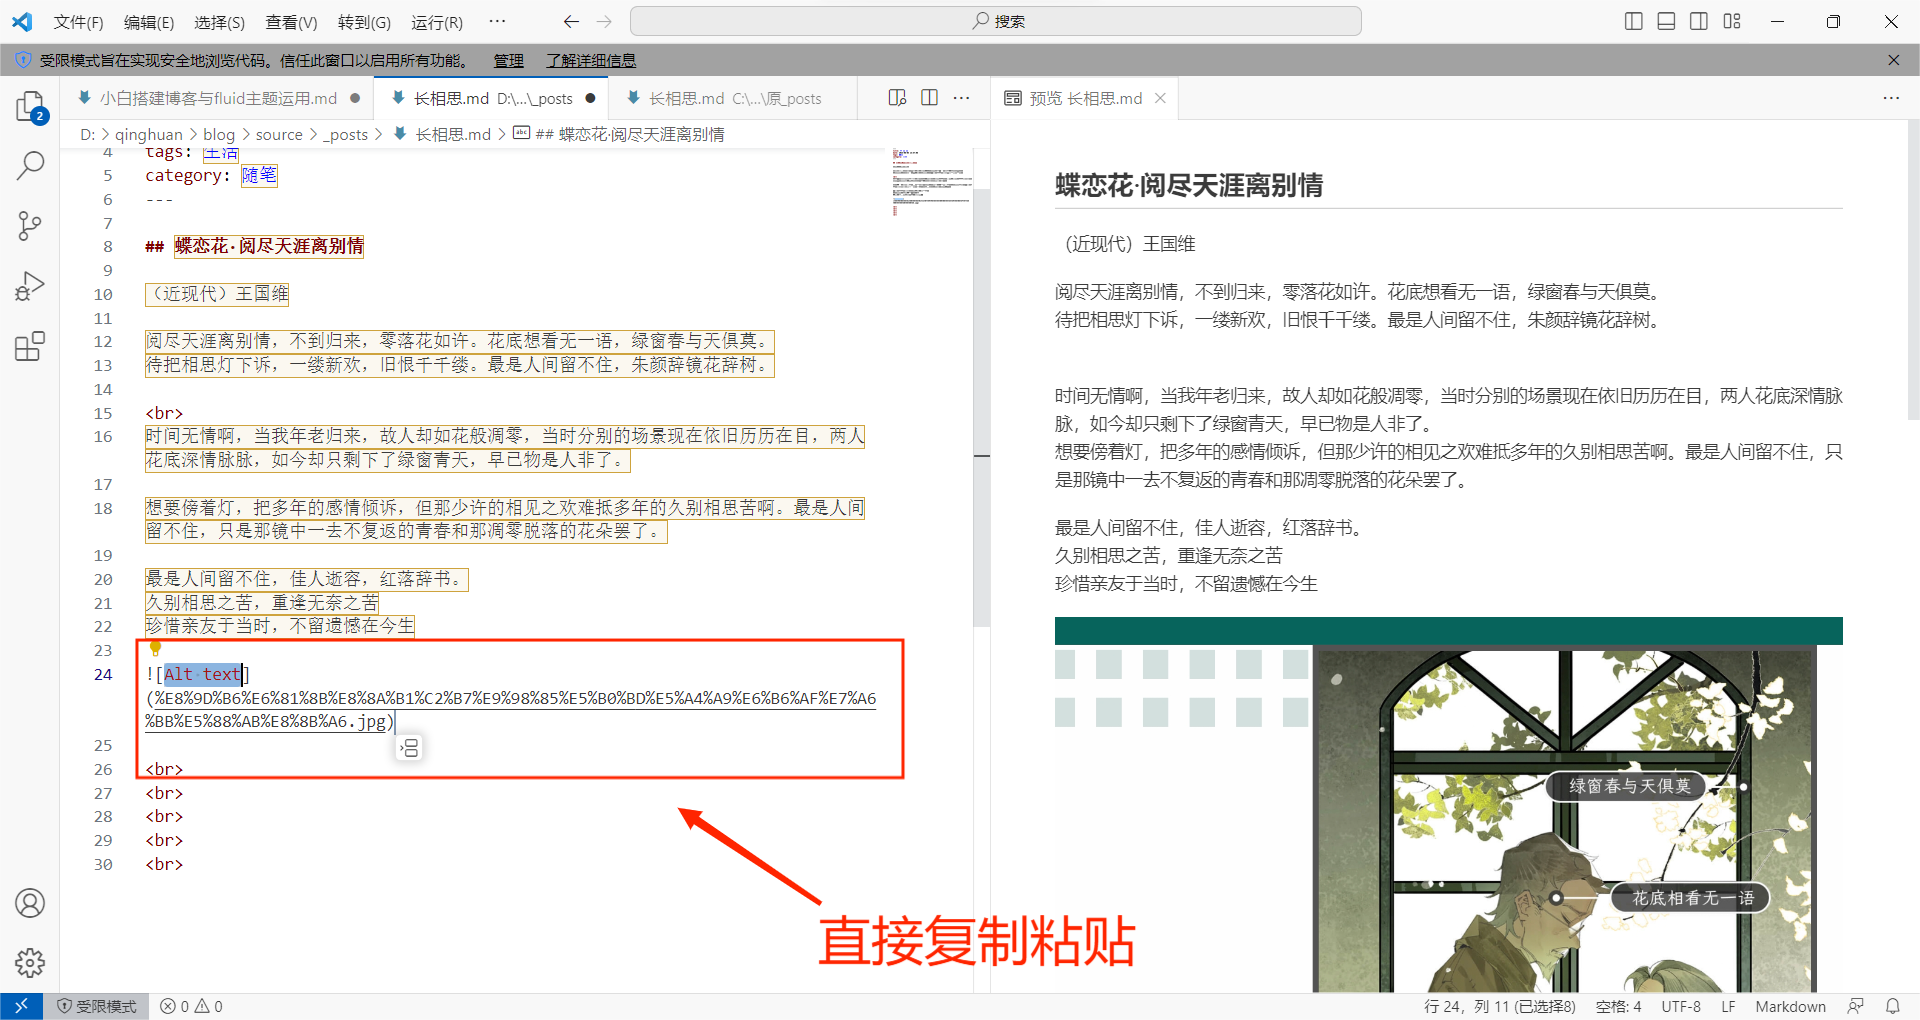 文件(F) 编辑(E) 选择(S) 查看(V) 转到(G) 运行(R) ··· 搜索
受限模式旨在实现安全地浏览代码。信任此窗口以启用所有功能。 管理 了解详细信息
小白搭建博客与fluid主题运用.md 长相思.md D:\...\_posts 长相思.md C:\...\原_posts 预览 长相思.md
D: > qinghuan > blog > source > _posts > 长相思.md > ## 蝶恋花·阅尽天涯离别情
2
4 tags: 生活
5 category: 随笔
6 ---
7
8 ## 蝶恋花·阅尽天涯离别情
9
10 （近现代）王国维
11
12 阅尽天涯离别情，不到归来，零落花如许。花底想看无一语，绿窗春与天俱莫。
13 待把相思灯下诉，一缕新欢，旧恨千千缕。最是人间留不住，朱颜辞镜花辞树。
14
15 <br>
16 时间无情啊，当我年老归来，故人却如花般凋零，当时分别的场景现在依旧历历在目，两人
花底深情脉脉，如今却只剩下了绿窗青天，早已物是人非了。
17
18 想要傍着灯，把多年的感情倾诉，但那少许的相见之欢难抵多年的久别相思苦啊。最是人间
留不住，只是那镜中一去不复返的青春和那凋零脱落的花朵罢了。
19
20 最是人间留不住，佳人逝容，红落辞书。
21 久别相思之苦，重逢无奈之苦
22 珍惜亲友于当时，不留遗憾在今生
23
24 ![Alt text]
(%E8%9D%B6%E6%81%8B%E8%8A%B1%C2%B7%E9%98%85%E5%B0%BD%E5%A4%A9%E6%B6%AF%E7%A6
%BB%E5%88%AB%E8%8B%A6.jpg)
25
26 <br>
27 <br>
28 <br>
29 <br>
30 <br>
直接复制粘贴
蝶恋花·阅尽天涯离别情
（近现代）王国维
阅尽天涯离别情，不到归来，零落花如许。花底想看无一语，绿窗春与天俱莫。
待把相思灯下诉，一缕新欢，旧恨千千缕。最是人间留不住，朱颜辞镜花辞树。
时间无情啊，当我年老归来，故人却如花般凋零，当时分别的场景现在依旧历历在目，两人花底深情脉
脉，如今却只剩下了绿窗青天，早已物是人非了。
想要傍着灯，把多年的感情倾诉，但那少许的相见之欢难抵多年的久别相思苦啊。最是人间留不住，只
是那镜中一去不复返的青春和那凋零脱落的花朵罢了。
最是人间留不住，佳人逝容，红落辞书。
久别相思之苦，重逢无奈之苦
珍惜亲友于当时，不留遗憾在今生
绿窗春与天俱莫
花底相看无一语
受限模式 0 0 行 24，列 11 (已选择8) 空格: 4 UTF-8 LF Markdown